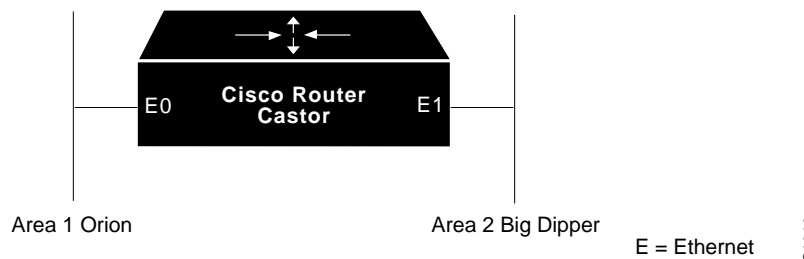 E0
Cisco Router
Castor
E1
Area 1 Orion
Area 2 Big Dipper
E = Ethernet